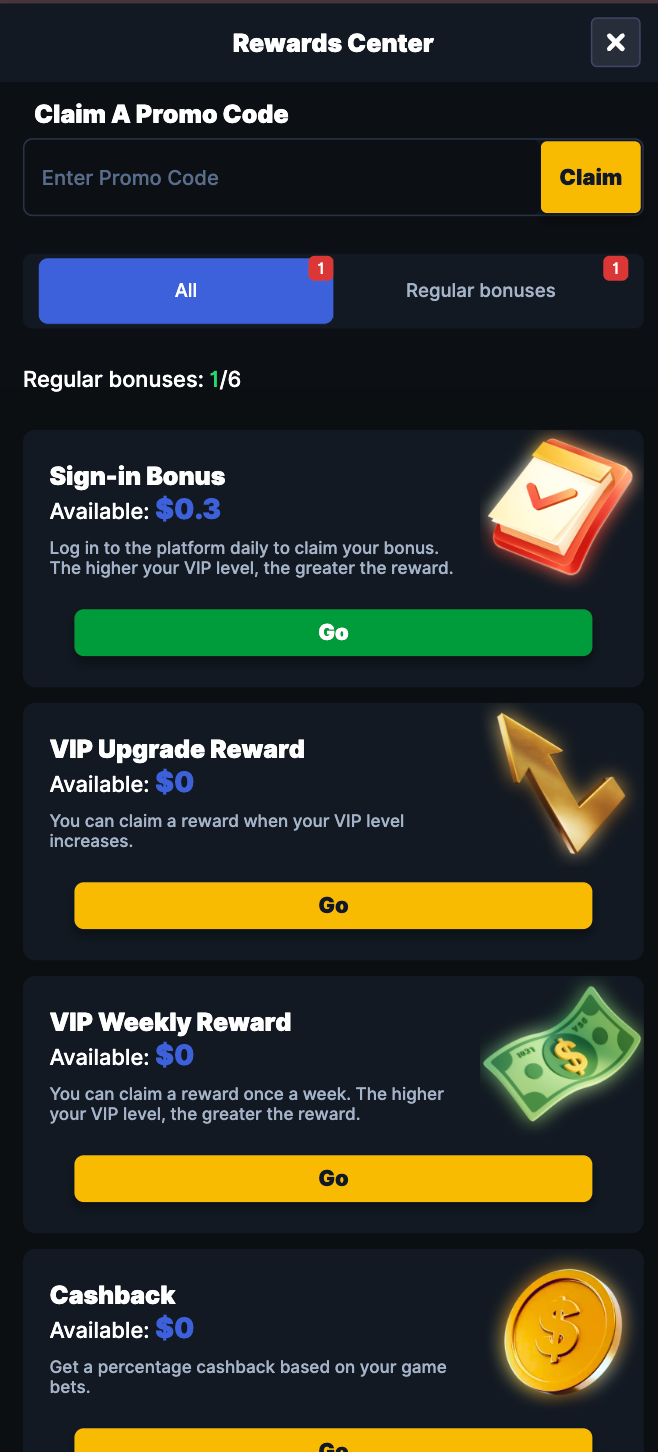 Rewards Center
Claim A Promo Code
Enter Promo Code
Claim
All
1
Regular bonuses
1
Regular bonuses: 1/6
Sign-in Bonus
Available: $0.3
Log in to the platform daily to claim your bonus.
The higher your VIP level, the greater the reward.
Go
VIP Upgrade Reward
Available: $0
You can claim a reward when your VIP level
increases.
Go
VIP Weekly Reward
Available: $0
You can claim a reward once a week. The higher
your VIP level, the greater the reward.
Go
Cashback
Available: $0
Get a percentage cashback based on your game
bets.
Go